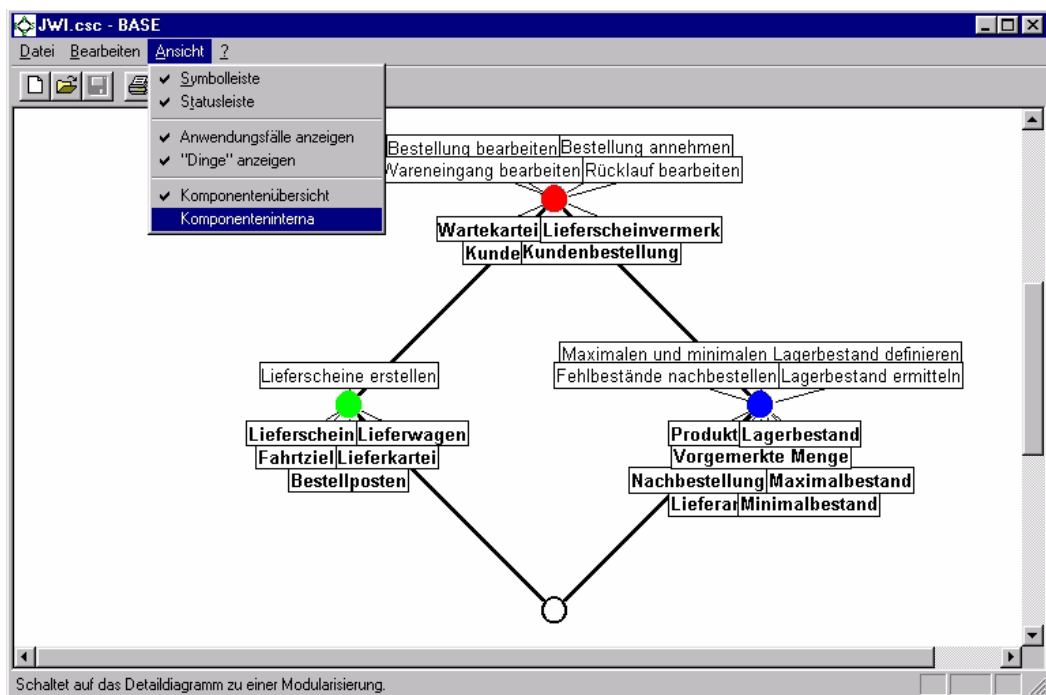 JWI.csc - BASE
Datei Bearbeiten Ansicht ?
Symbolleiste
Statusleiste
Anwendungsfälle anzeigen
"Dinge" anzeigen
Komponentenübersicht
Komponenteninterna
Bestellung bearbeiten Bestellung annehmen
Wareneingang bearbeiten Rücklauf bearbeiten
Wartekartei Lieferscheinvermerk
Kunde Kundenbestellung
Lieferscheine erstellen
Maximalen und minimalen Lagerbestand definieren
Fehlbestände nachbestellen Lagerbestand ermitteln
Lieferschein Lieferwagen
Fahrtziel Lieferkartei
Bestellposten
Produkt Lagerbestand
Vorgemerkte Menge
Nachbestellung Maximalbestand
Minimalbestand
Schaltet auf das Detaildiagramm zu einer Modularisierung.